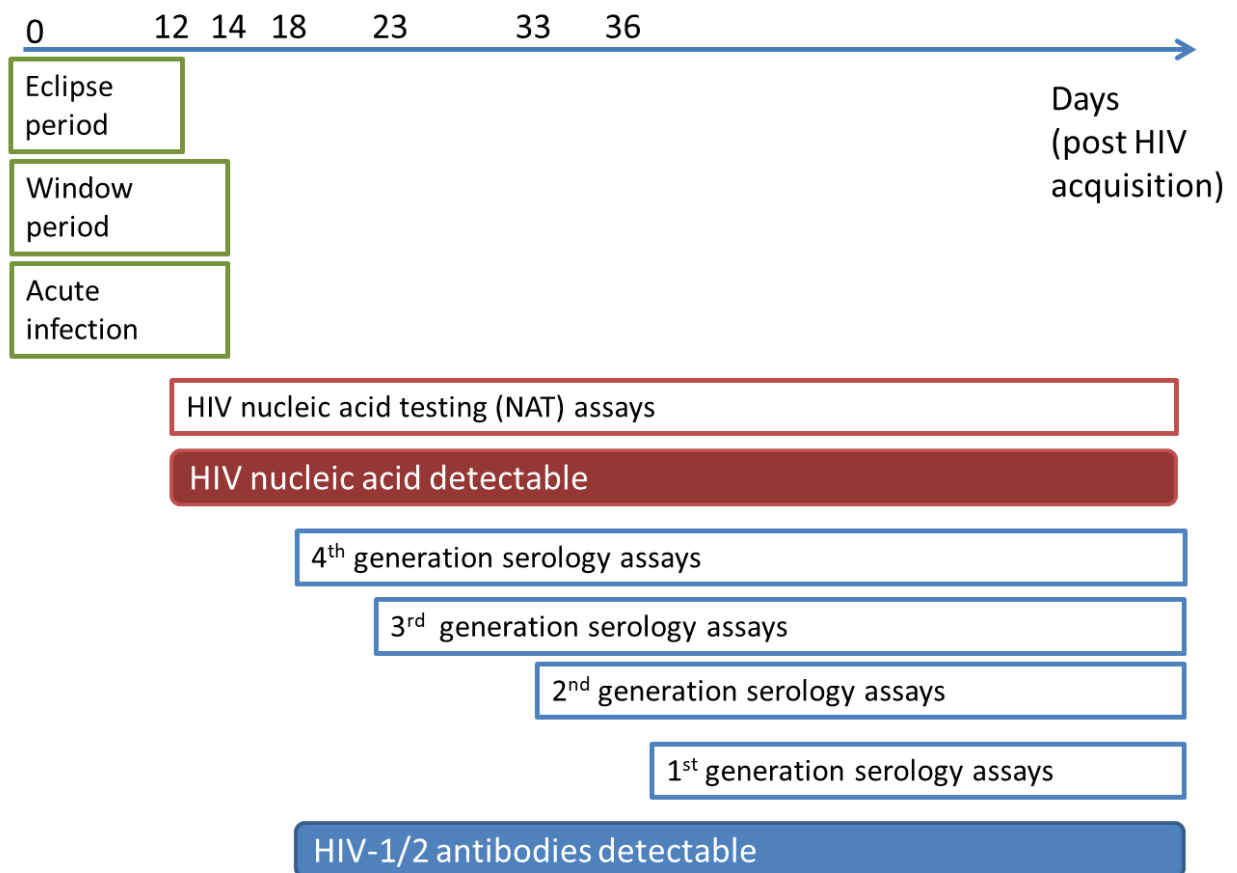 0 12 14 18 23 33 36
Eclipse
period
Days
(post HIV
acquisition)
Window
period
Acute
infection
HIV nucleic acid testing (NAT) assays
HIV nucleic acid detectable
4th generation serology assays
3rd generation serology assays
2nd generation serology assays
1st generation serology assays
HIV-1/2 antibodies detectable